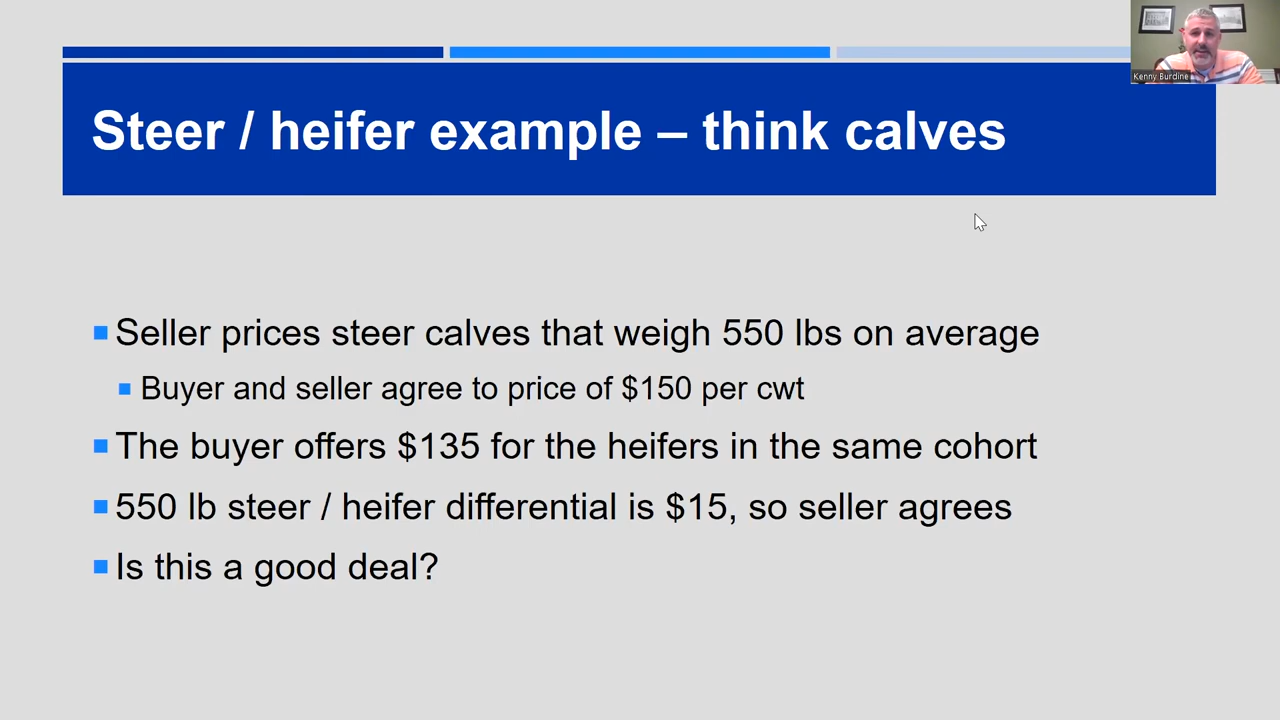 Kenny Burdine
Steer / heifer example – think calves
Seller prices steer calves that weigh 550 lbs on average
Buyer and seller agree to price of $150 per cwt
The buyer offers $135 for the heifers in the same cohort
550 lb steer / heifer differential is $15, so seller agrees
Is this a good deal?